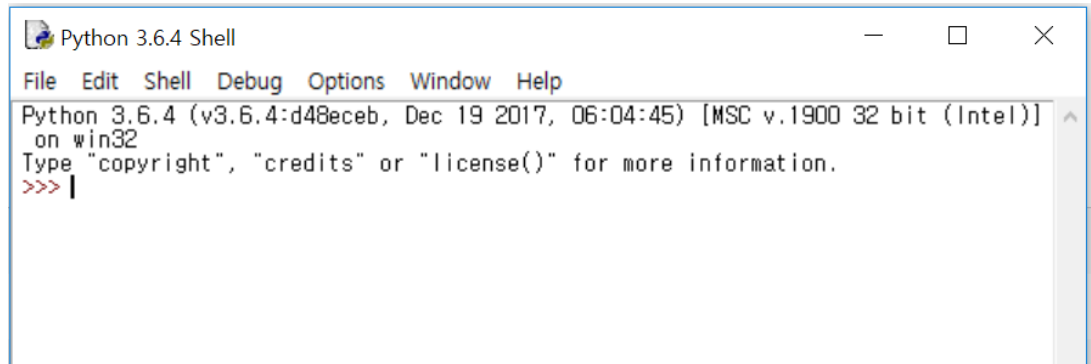 Python 3.6.4 Shell
File Edit Shell Debug Options Window Help
Python 3.6.4 (v3.6.4:d48eceb, Dec 19 2017, 06:04:45) [MSC v.1900 32 bit (Intel)]
on win32
Type "copyright", "credits" or "license()" for more information.
>>>